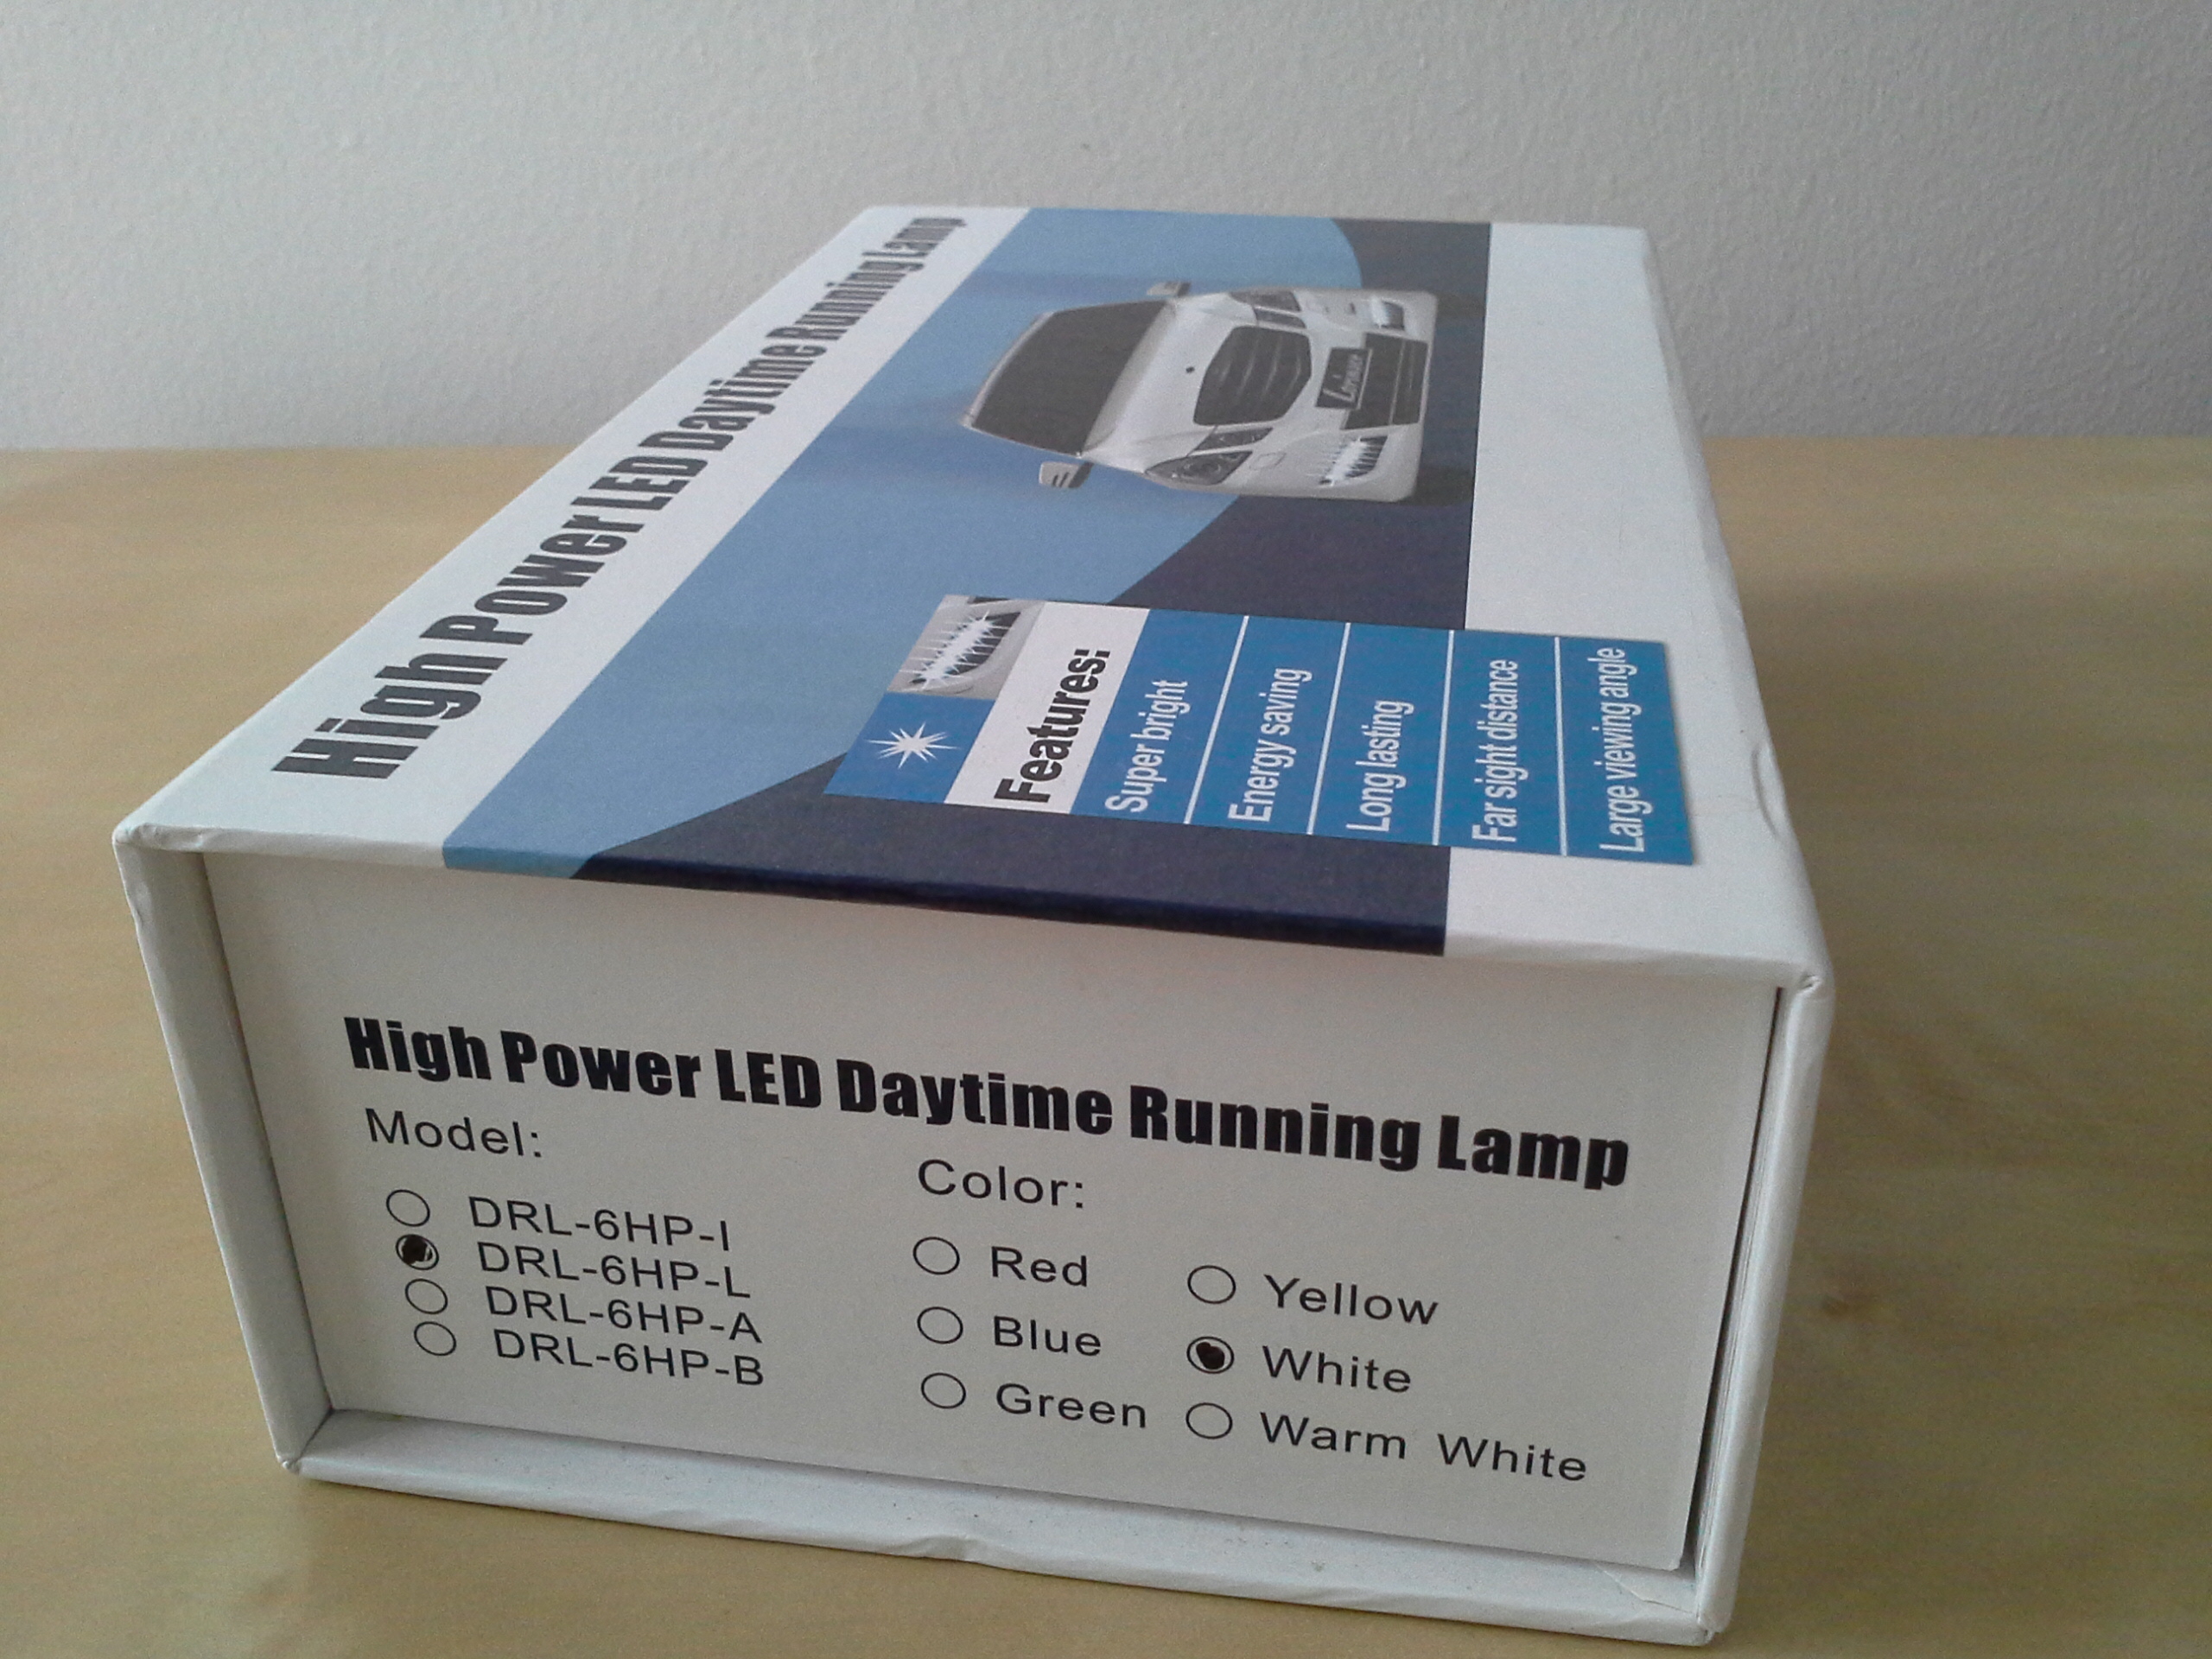 High Power LED Daytime Running Lamp
Lorinser
Features:
Super bright
Energy saving
Long lasting
Far sight distance
Large viewing angle
High Power LED Daytime Running Lamp
Model:
DRL-6HP-I
DRL-6HP-L
DRL-6HP-A
DRL-6HP-B
Color:
Red
Blue
Green
Yellow
White
Warm White